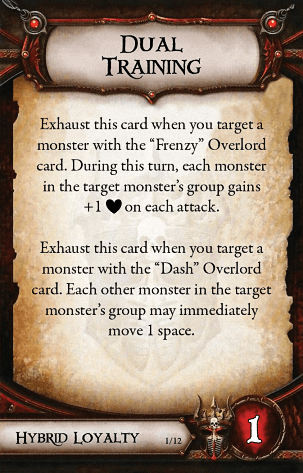 Dual
Training
Exhaust this card when you target a
monster with the “Frenzy” Overlord
card. During this turn, each monster
in the target monster’s group gains
+1 ♥ on each attack.
Exhaust this card when you target a
monster with the “Dash” Overlord
card. Each other monster in the target
monster’s group may immediately
move 1 space.
Hybrid Loyalty 1/12 1